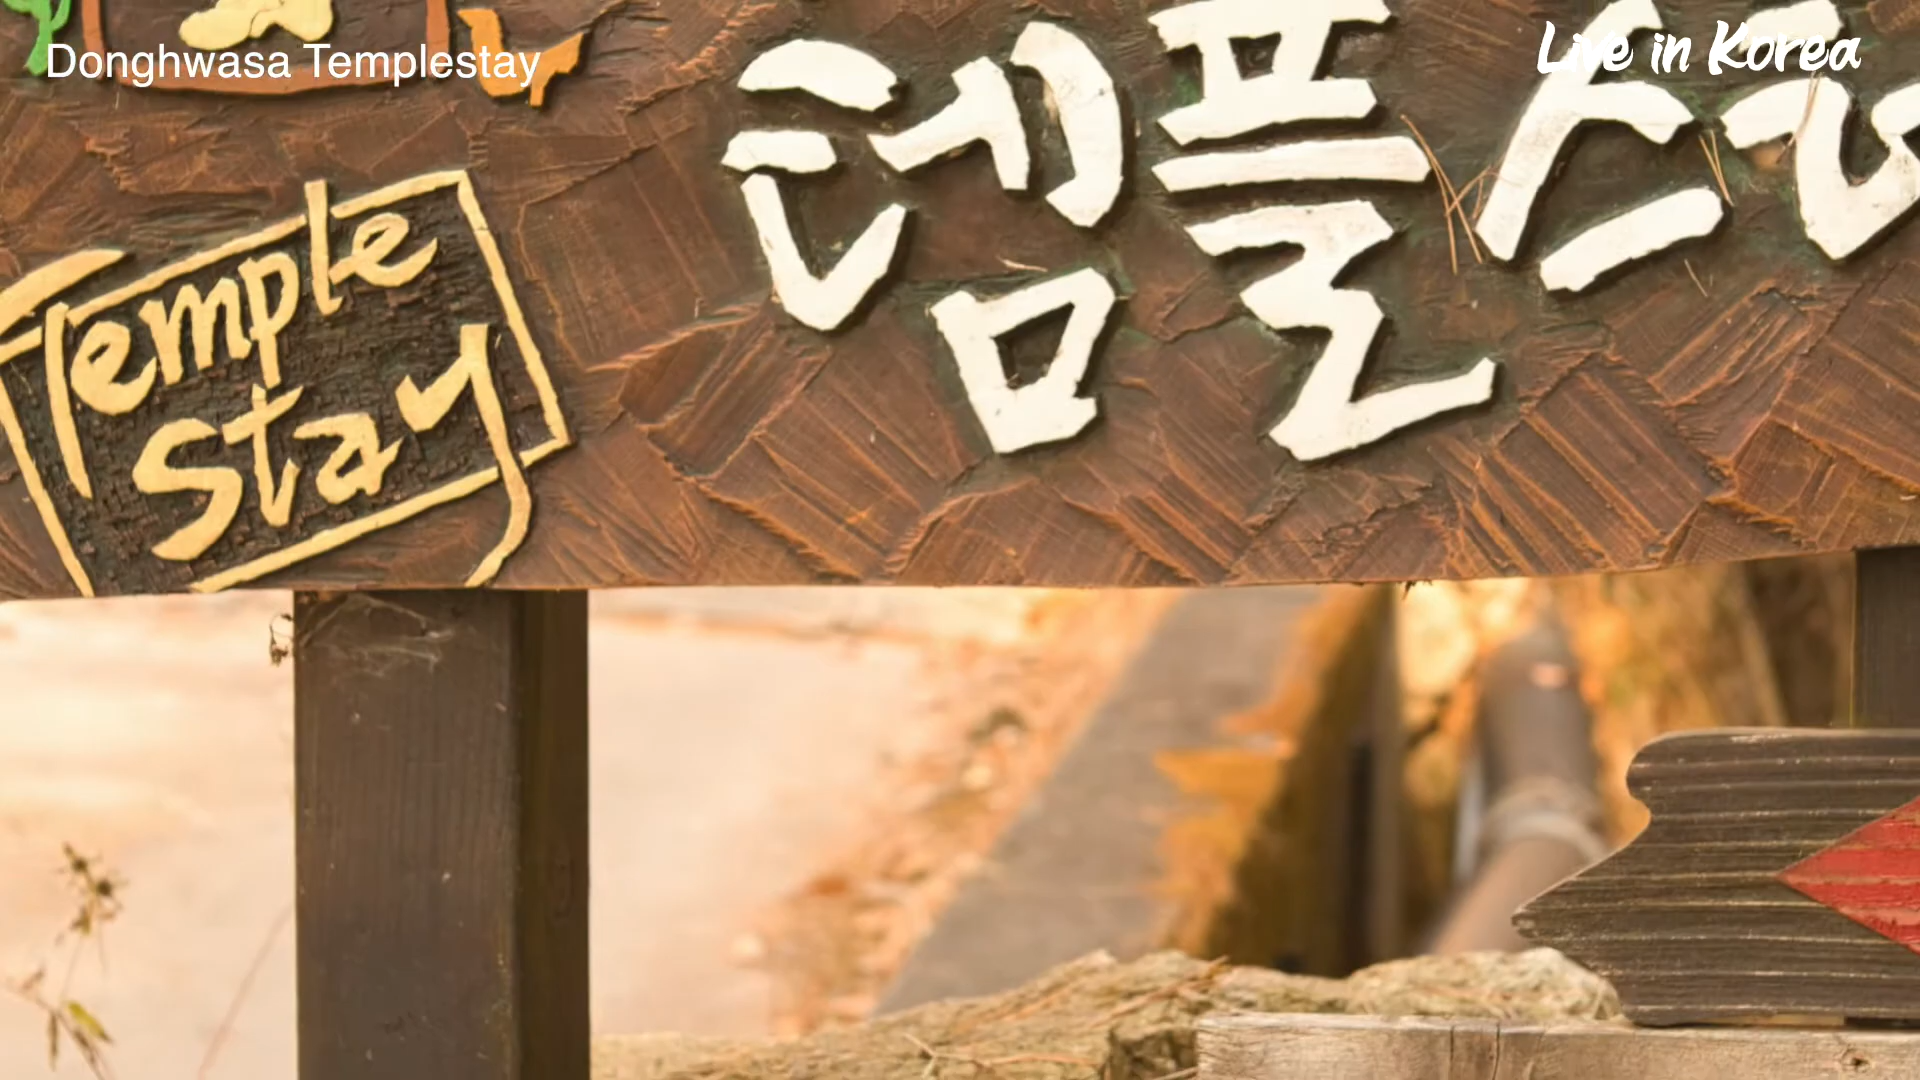 Donghwasa Templestay
Live in Korea
템플스
Temple
stay